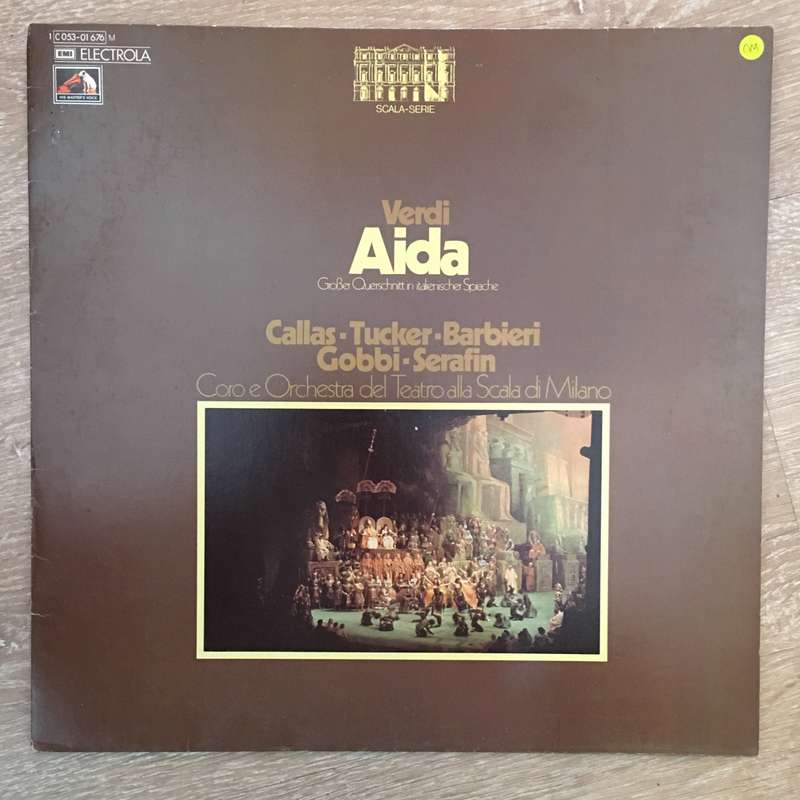 1 C 053-01 676 M
EMI ELECTROLA
HIS MASTER'S VOICE
SCALA-SERIE
Verdi
Aida
Großer Querschnitt in italienischer Sprache
Callas·Tucker·Barbieri
Gobbi·Serafin
Coro e Orchestra del Teatro alla Scala di Milano